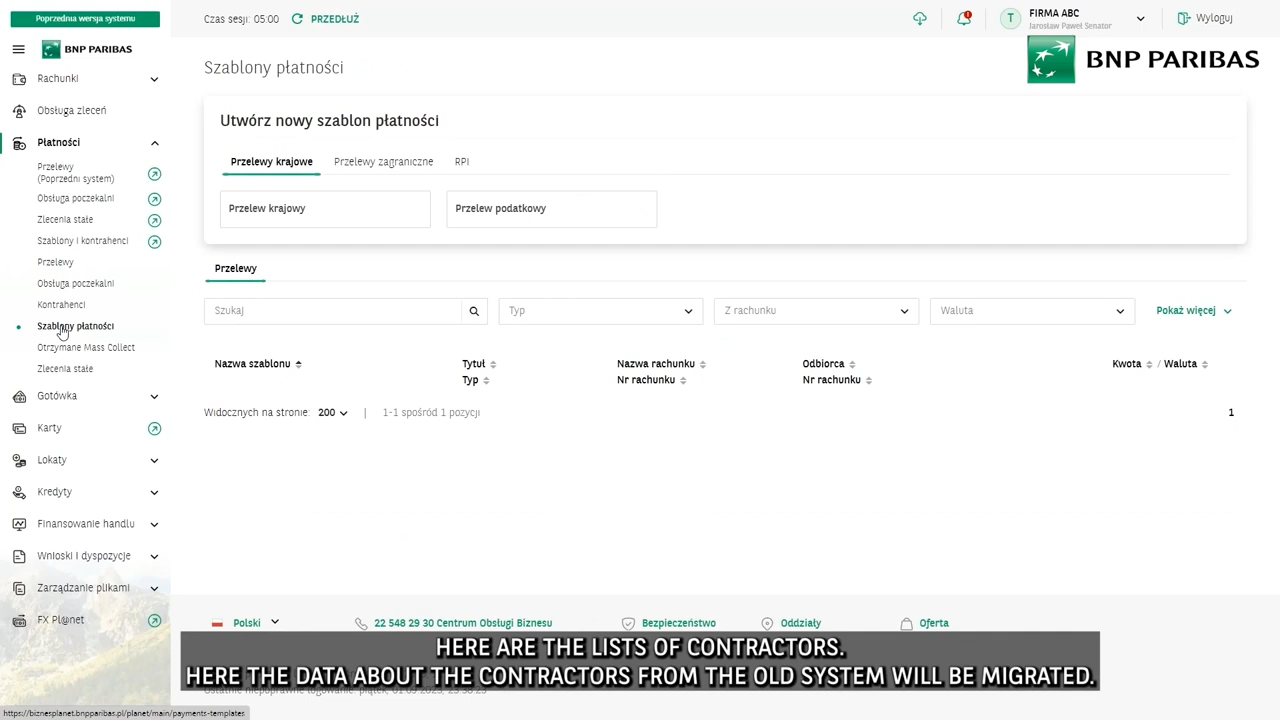 Poprzednia wersja systemu
BNP PARIBAS
Rachunki
Obsługa zleceń
Płatności
Przelewy
(Poprzedni system)
Obsługa poczekalni
Zlecenia stałe
Szablony i kontrahenci
Przelewy
Obsługa poczekalni
Kontrahenci
Szablony płatności
Otrzymane Mass Collect
Zlecenia stałe
Gotówka
Karty
Lokaty
Kredyty
Finansowanie handlu
Wnioski i dyspozycje
Zarządzanie plikami
FX Pl@net
Czas sesji: 05:00 PRZEDŁUŻ
T
FIRMA ABC
Jarosław Paweł Senator
Wyloguj
Szablony płatności
BNP PARIBAS
Utwórz nowy szablon płatności
Przelewy krajowe Przelewy zagraniczne RPI
Przelew krajowy Przelew podatkowy
Przelewy
Szukaj Typ Z rachunku Waluta Pokaż więcej
Nazwa szablonu Tytuł Nazwa rachunku Odbiorca Kwota / Waluta
Typ Nr rachunku Nr rachunku
Widocznych na stronie: 200 | 1-1 spośród 1 pozycji 1
Polski 22 548 29 30 Centrum Obsługi Biznesu Bezpieczeństwo Oddziały Oferta
HERE ARE THE LISTS OF CONTRACTORS.
HERE THE DATA ABOUT THE CONTRACTORS FROM THE OLD SYSTEM WILL BE MIGRATED.
https://biznesplanet.bnpparibas.pl/planet/main/payments-templates